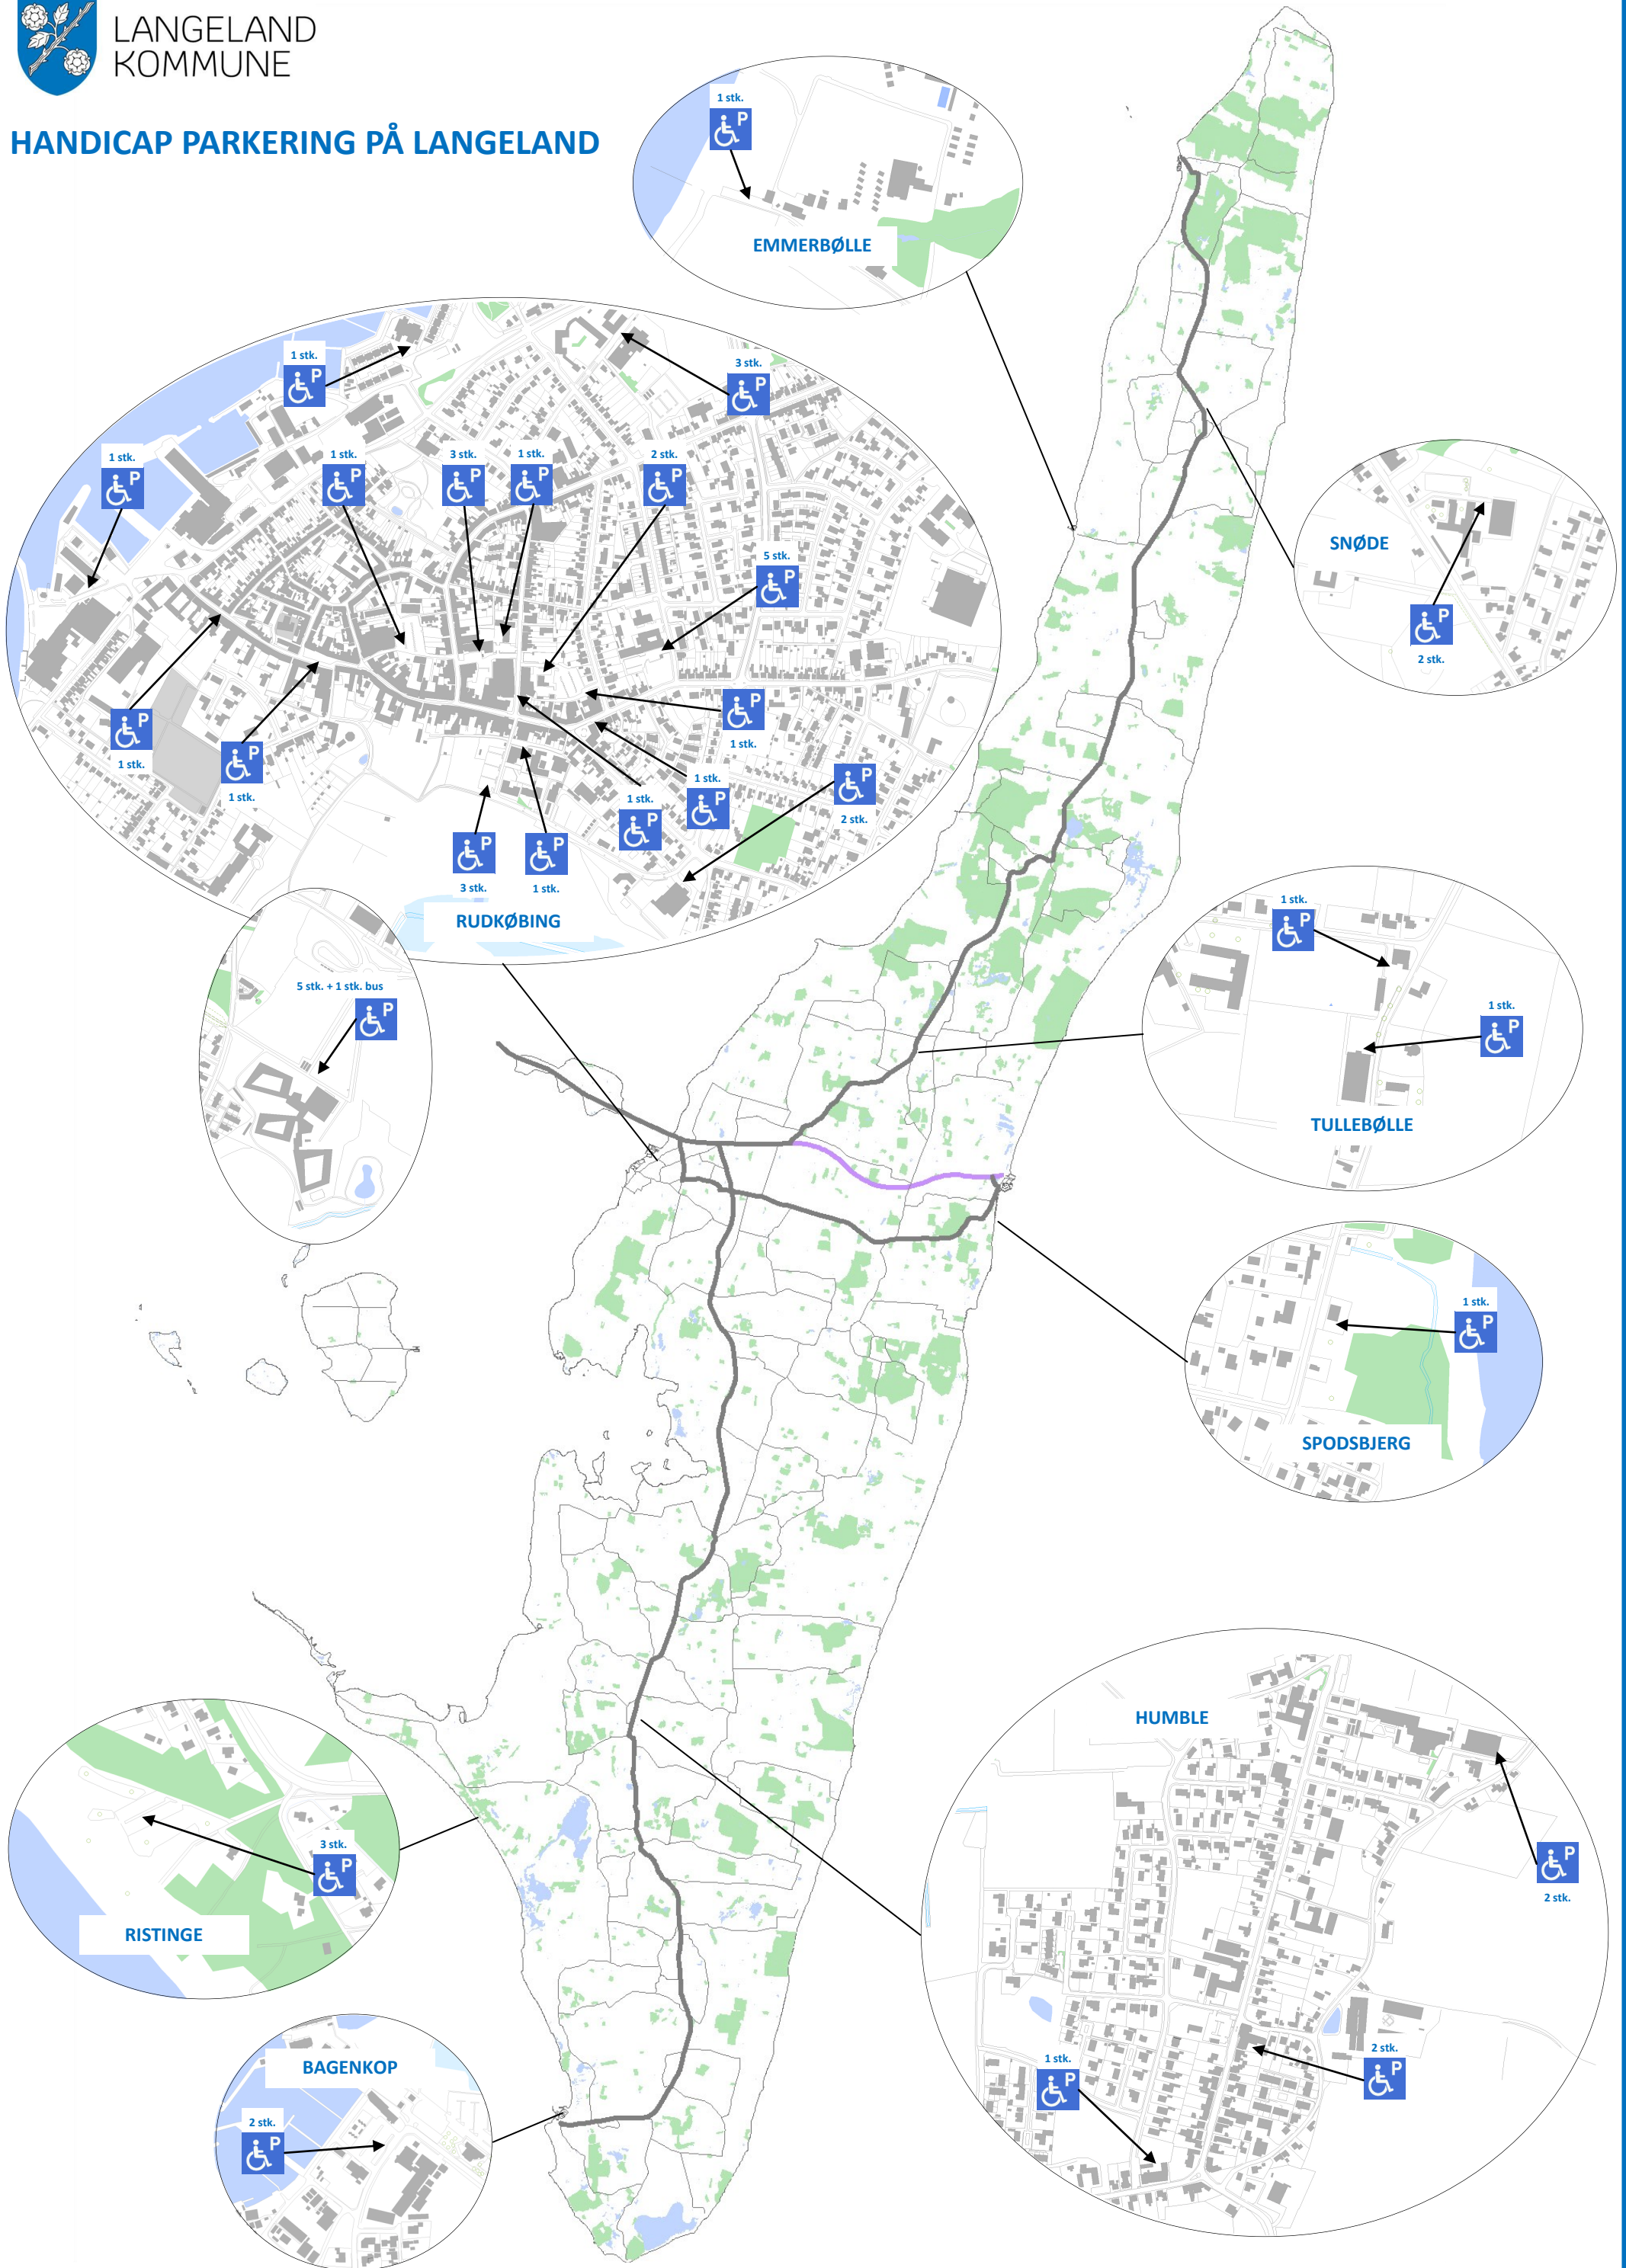 LANGELAND
KOMMUNE
HANDICAP PARKERING PÅ LANGELAND
1 stk.
P
EMMERBØLLE
1 stk.
P
3 stk.
P
1 stk.
P
1 stk.
P
3 stk.
P
1 stk.
P
2 stk.
P
5 stk.
P
P
1 stk.
P
1 stk.
P
1 stk.
1 stk.
P
1 stk.
P
P
2 stk.
P
3 stk.
P
1 stk.
RUDKØBING
5 stk. + 1 stk. bus
P
SNØDE
P
2 stk.
1 stk.
P
1 stk.
P
TULLEBØLLE
1 stk.
P
SPODSBJERG
HUMBLE
P
2 stk.
2 stk.
P
1 stk.
P
3 stk.
P
RISTINGE
BAGENKOP
2 stk.
P